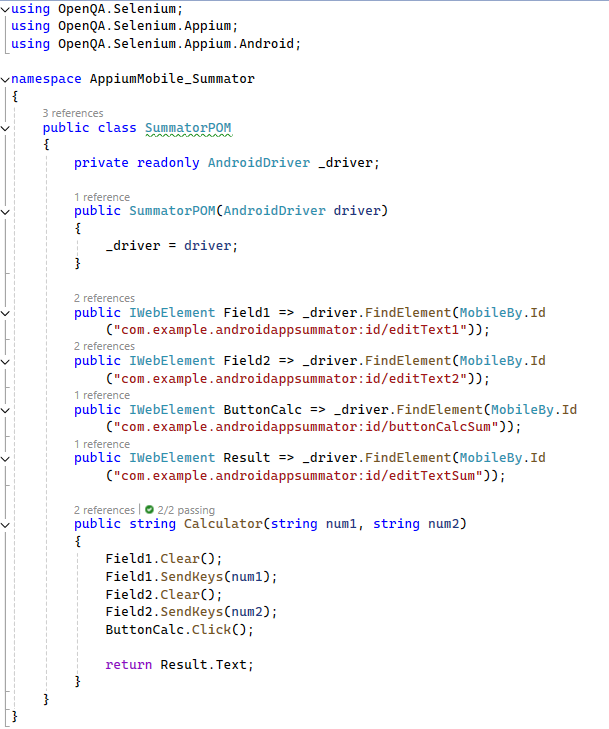 using OpenQA.Selenium;
using OpenQA.Selenium.Appium;
using OpenQA.Selenium.Appium.Android;

namespace AppiumMobile_Summator
{
    3 references
    public class SummatorPOM
    {
        private readonly AndroidDriver _driver;

        1 reference
        public SummatorPOM(AndroidDriver driver)
        {
            _driver = driver;
        }

        2 references
        public IWebElement Field1 => _driver.FindElement(MobileBy.Id
            ("com.example.androidappsummator:id/editText1"));
        2 references
        public IWebElement Field2 => _driver.FindElement(MobileBy.Id
            ("com.example.androidappsummator:id/editText2"));
        1 reference
        public IWebElement ButtonCalc => _driver.FindElement(MobileBy.Id
            ("com.example.androidappsummator:id/buttonCalcSum"));
        1 reference
        public IWebElement Result => _driver.FindElement(MobileBy.Id
            ("com.example.androidappsummator:id/editTextSum"));

        2 references | 2/2 passing
        public string Calculator(string num1, string num2)
        {
            Field1.Clear();
            Field1.SendKeys(num1);
            Field2.Clear();
            Field2.SendKeys(num2);
            ButtonCalc.Click();

            return Result.Text;
        }
    }
}